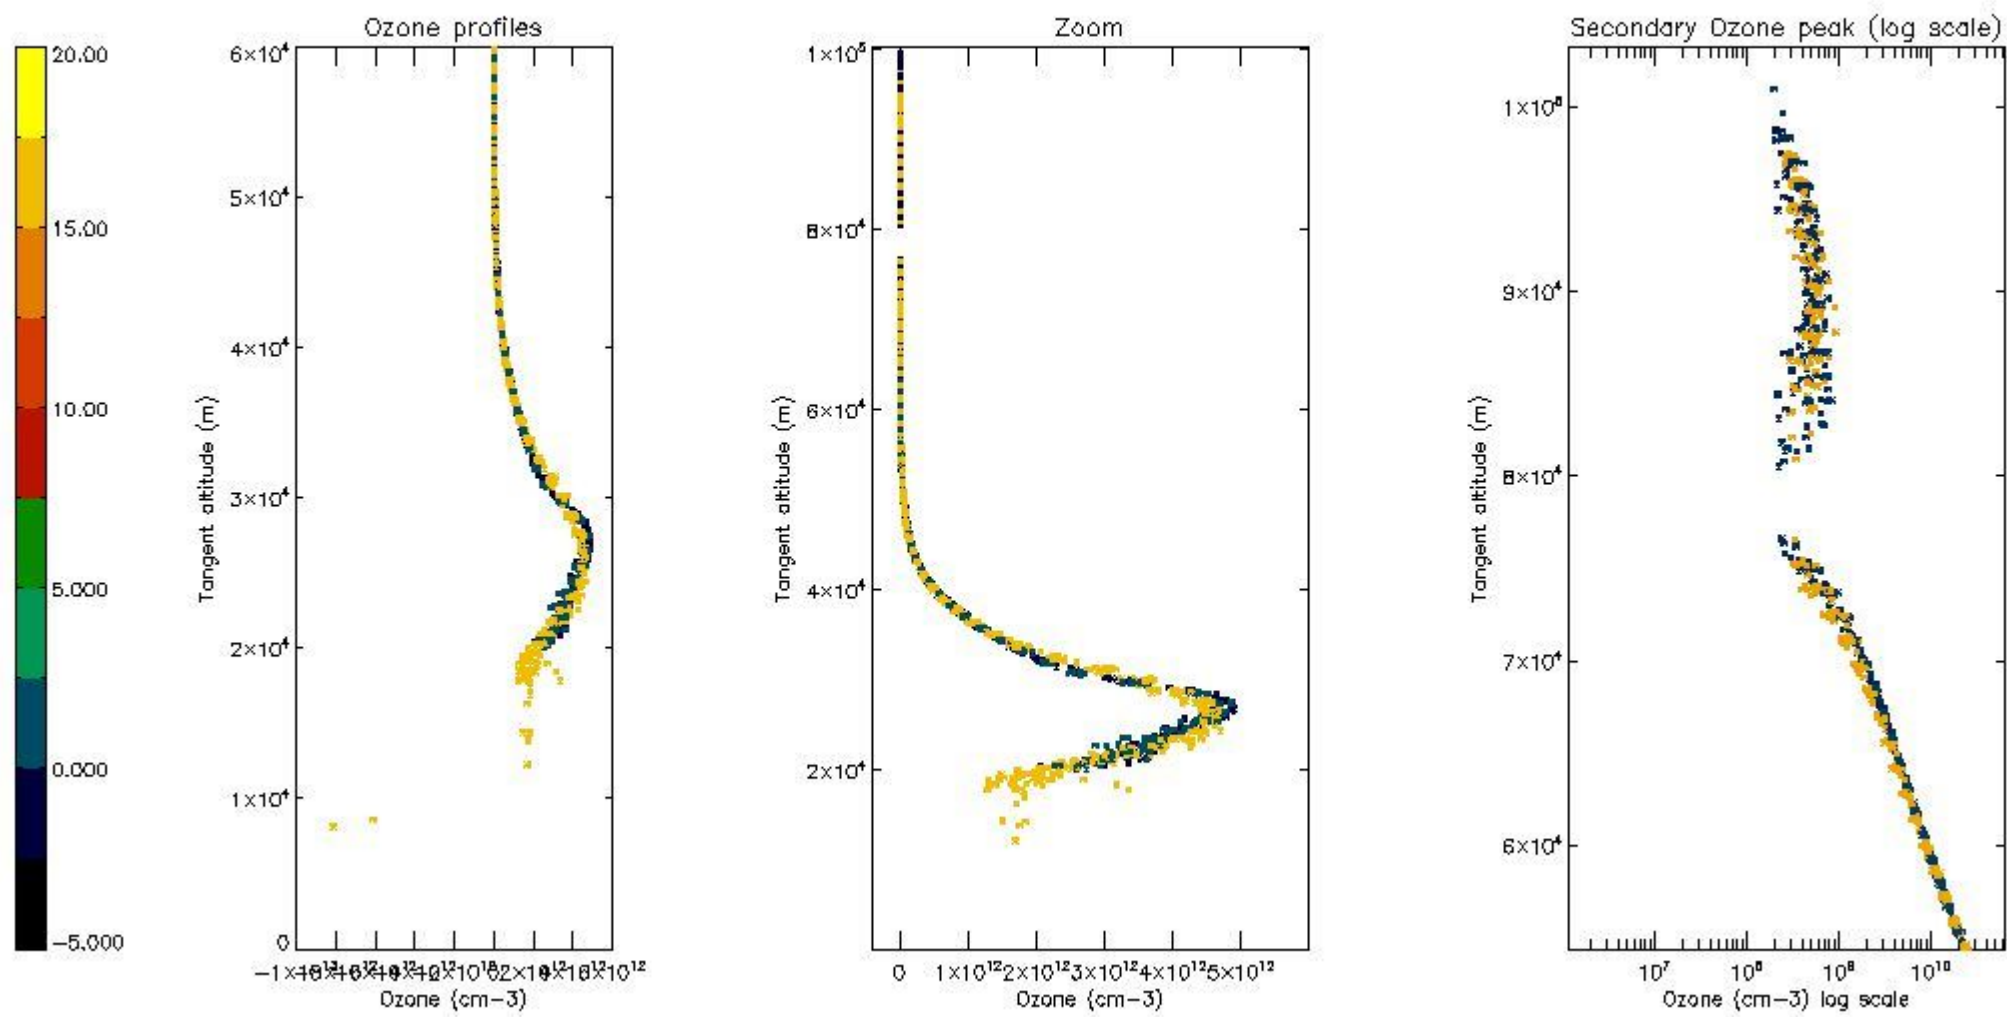 Ozone profiles
Zoom
Secondary Ozone peak (log scale)
20.00
15.00
10.00
5.000
0.000
−5.000
6×10⁴
5×10⁴
4×10⁴
3×10⁴
2×10⁴
1×10⁴
0
Tangent altitude (m)
Ozone (cm−3)
1×10⁵
8×10⁴
6×10⁴
4×10⁴
2×10⁴
Tangent altitude (m)
0 1×10¹² 2×10¹² 3×10¹² 4×10¹² 5×10¹²
Ozone (cm−3)
1×10⁵
9×10⁴
8×10⁴
7×10⁴
6×10⁴
Tangent altitude (m)
10⁷ 10⁸ 10⁹ 10¹⁰
Ozone (cm−3) log scale